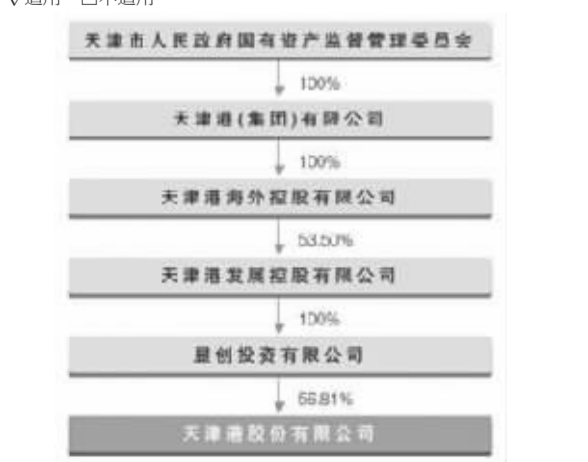 √适用 □不适用
天津市人民政府国有资产监督管理委员会
100%
天津港(集团)有限公司
100%
天津港海外控股有限公司
53.50%
天津港发展控股有限公司
100%
显创投资有限公司
56.81%
天津港股份有限公司